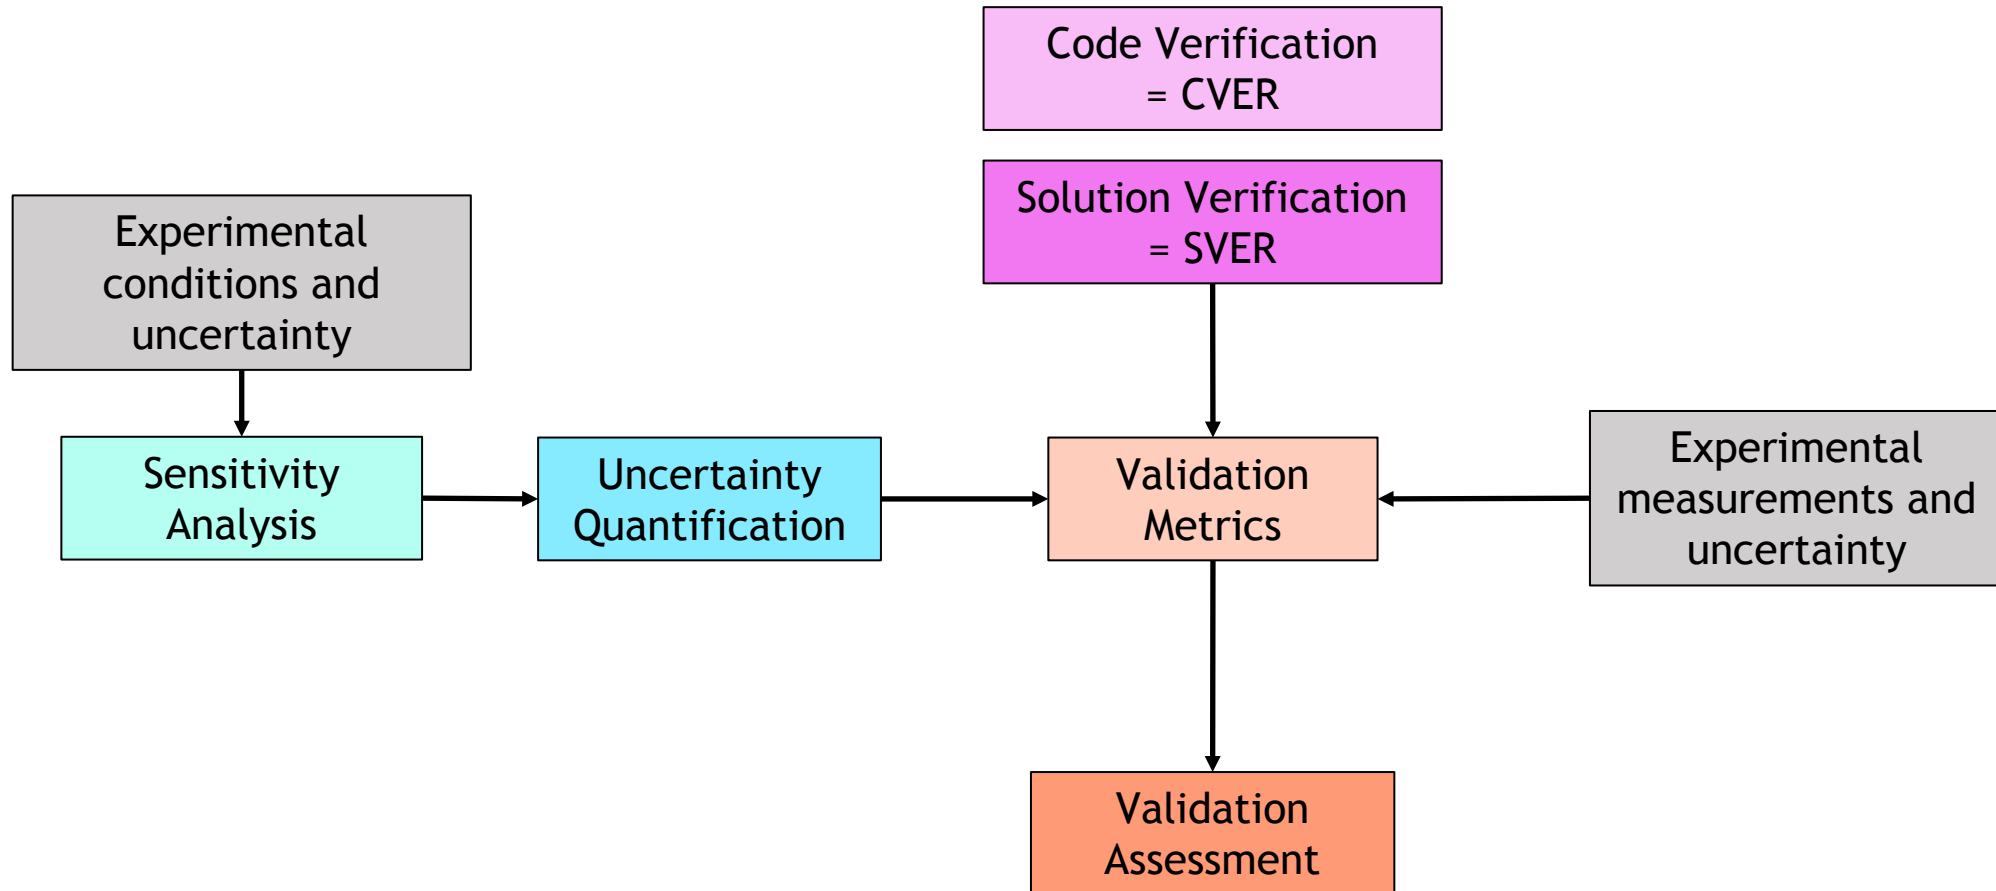 Code Verification
= CVER
Solution Verification
= SVER
Experimental
conditions and
uncertainty
Sensitivity
Analysis
Uncertainty
Quantification
Validation
Metrics
Experimental
measurements and
uncertainty
Validation
Assessment